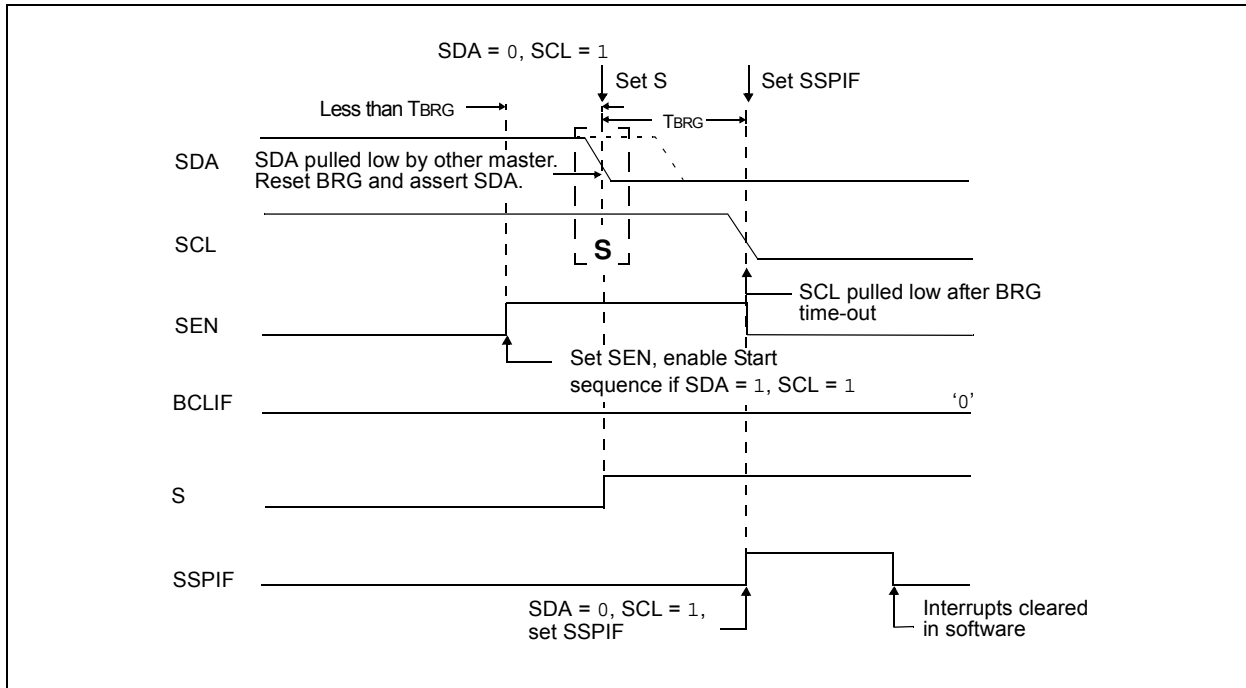 SDA = 0, SCL = 1
Set S
Set SSPIF
Less than TBRG
TBRG
SDA
SDA pulled low by other master.
Reset BRG and assert SDA.
SCL
S
SCL pulled low after BRG
time-out
SEN
Set SEN, enable Start
sequence if SDA = 1, SCL = 1
BCLIF
‘0’
S
SSPIF
SDA = 0, SCL = 1,
set SSPIF
Interrupts cleared
in software